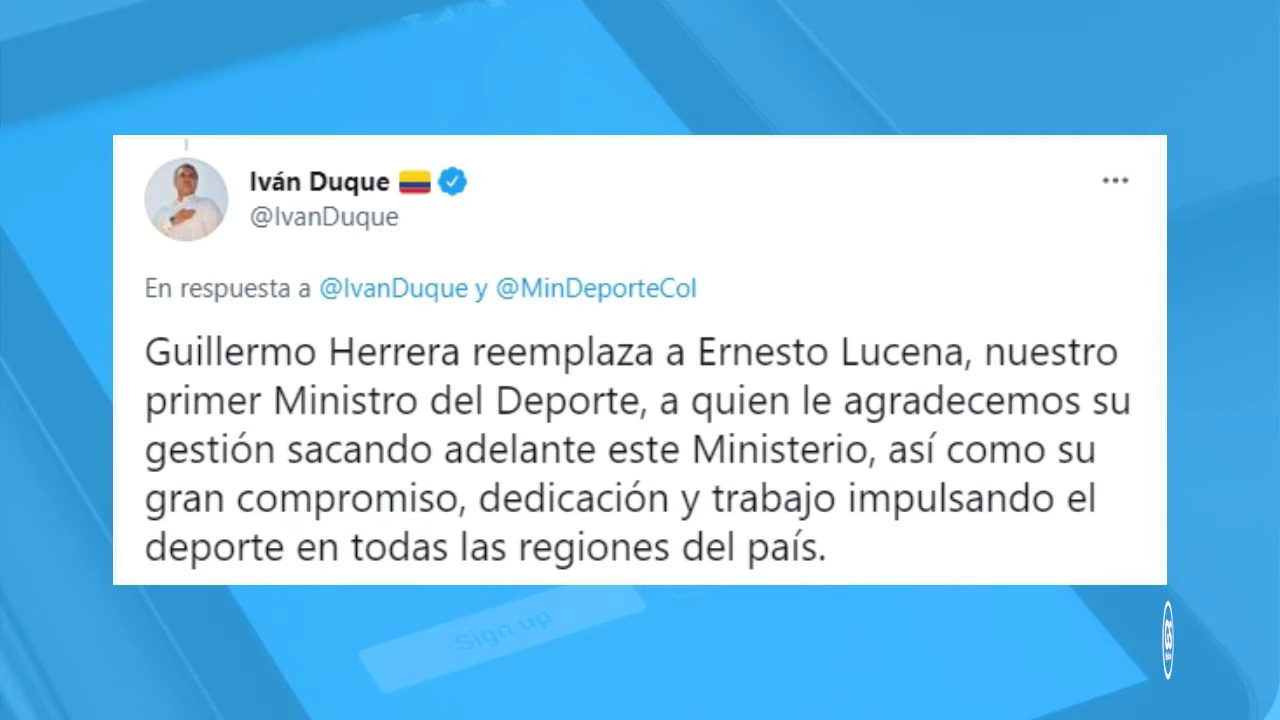 Iván Duque
@IvanDuque
En respuesta a @IvanDuque y @MinDeporteCol
Guillermo Herrera reemplaza a Ernesto Lucena, nuestro
primer Ministro del Deporte, a quien le agradecemos su
gestión sacando adelante este Ministerio, así como su
gran compromiso, dedicación y trabajo impulsando el
deporte en todas las regiones del país.
Sign up